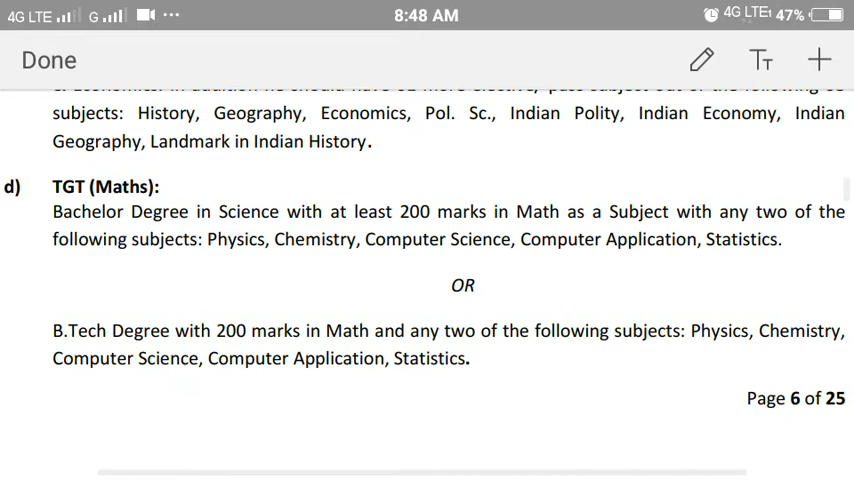 4G LTE G ... 8:48 AM 4G LTE 47%
Done TT +
subjects: History, Geography, Economics, Pol. Sc., Indian Polity, Indian Economy, Indian
Geography, Landmark in Indian History.
d) TGT (Maths):
Bachelor Degree in Science with at least 200 marks in Math as a Subject with any two of the
following subjects: Physics, Chemistry, Computer Science, Computer Application, Statistics.
OR
B.Tech Degree with 200 marks in Math and any two of the following subjects: Physics, Chemistry,
Computer Science, Computer Application, Statistics.
Page 6 of 25